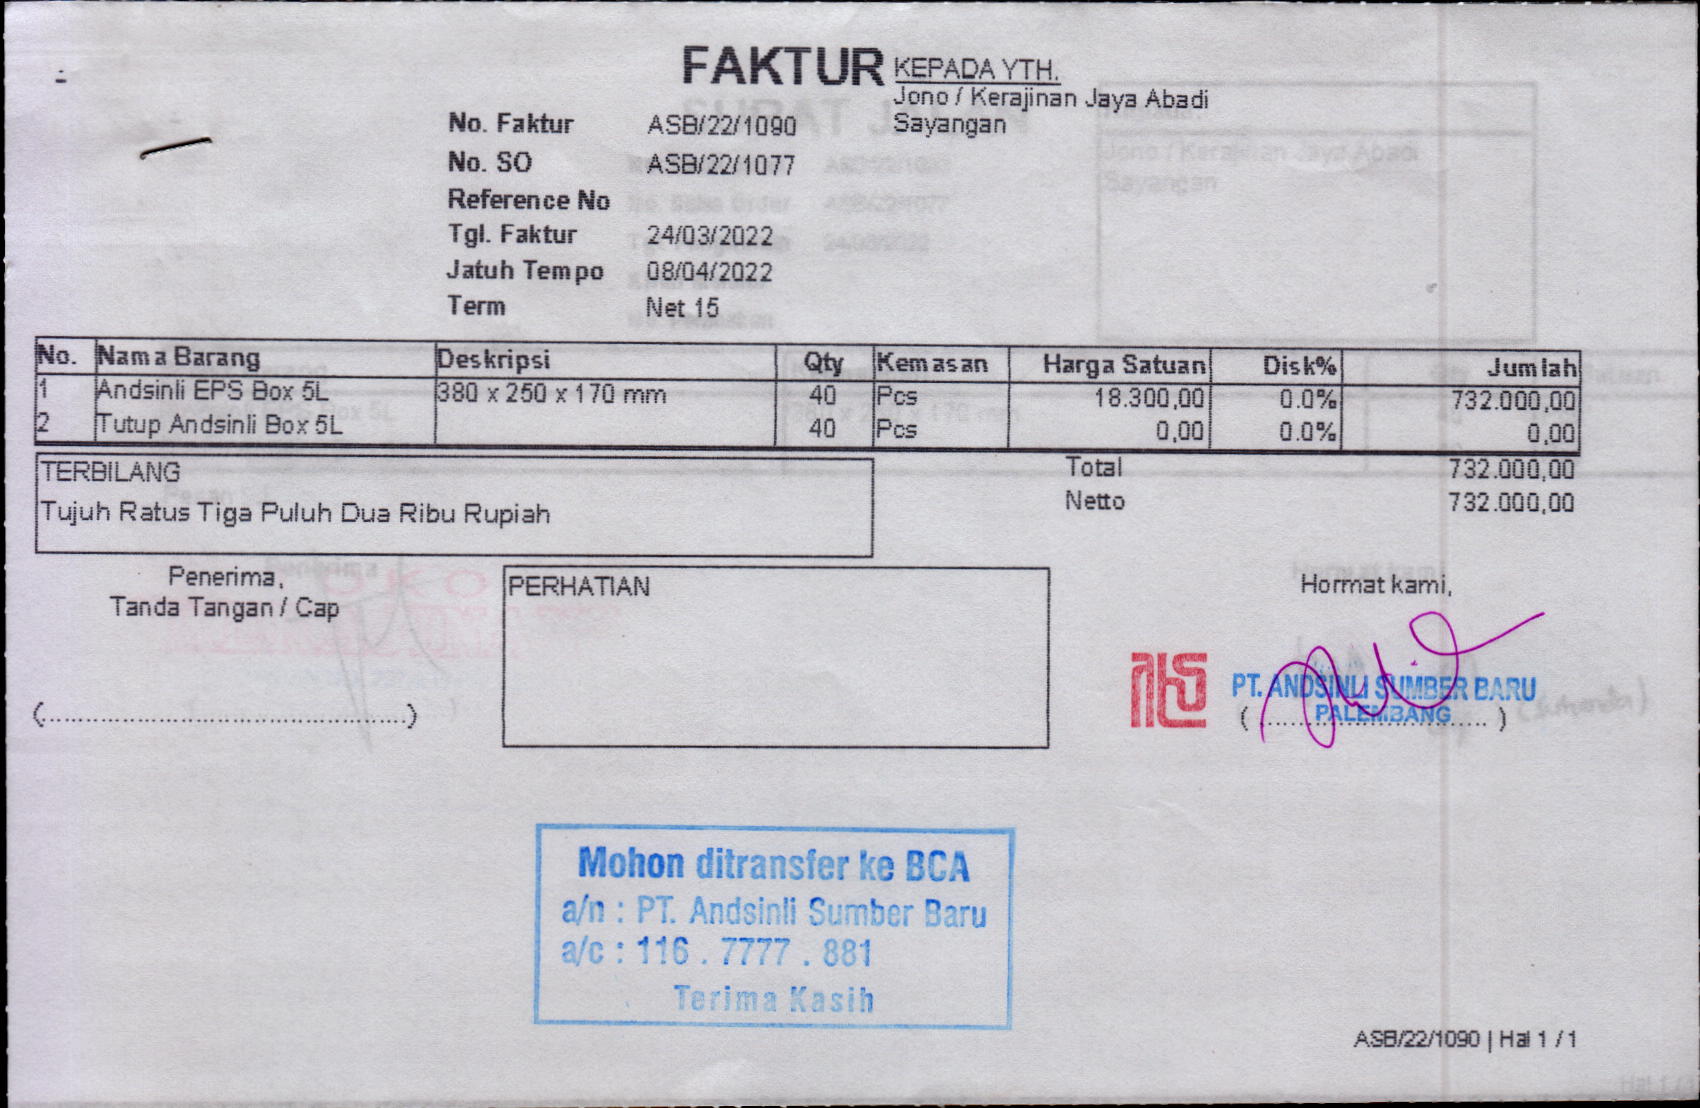 FAKTUR
KEPADA YTH.
Jono / Kerajinan Jaya Abadi
Sayangan
No. Faktur ASB/22/1090
No. SO ASB/22/1077
Reference No
Tgl. Faktur 24/03/2022
Jatuh Tempo 08/04/2022
Term Net 15
No. Nama Barang Deskripsi Qty Kemasan Harga Satuan Disk% Jumlah
1 Andsinli EPS Box 5L 380 x 250 x 170 mm 40 Pcs 18.300,00 0.0% 732.000,00
2 Tutup Andsinli Box 5L 40 Pcs 0,00 0.0% 0,00
TERBILANG
Tujuh Ratus Tiga Puluh Dua Ribu Rupiah
Total 732.000,00
Netto 732.000,00
Penerima,
Tanda Tangan / Cap
(................................................)
PERHATIAN
Hormat kami,
PT. ANDSINLI SUMBER BARU
PALEMBANG
Mohon ditransfer ke BCA
a/n : PT. Andsinli Sumber Baru
a/c : 116 . 7777 . 881
Terima Kasih
ASB/22/1090 | Hal 1 / 1